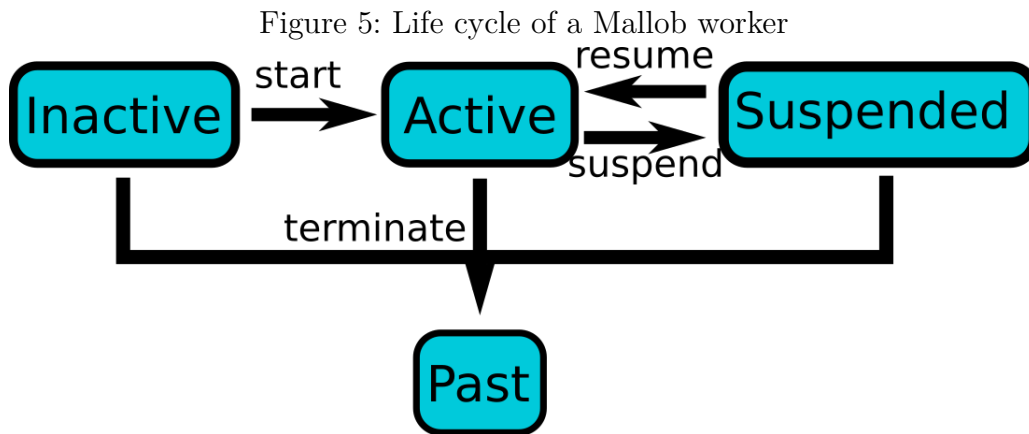 Figure 5: Life cycle of a Mallob worker
resume
start
Inactive Active Suspended
suspend
terminate
Past